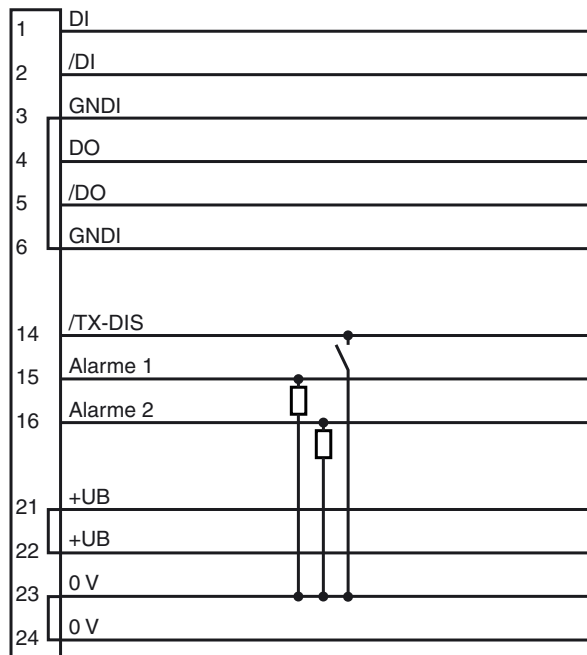 1 DI
2 /DI
3 GNDI
4 DO
5 /DO
6 GNDI
14 /TX-DIS
15 Alarme 1
16 Alarme 2
21 +UB
22 +UB
23 0 V
24 0 V